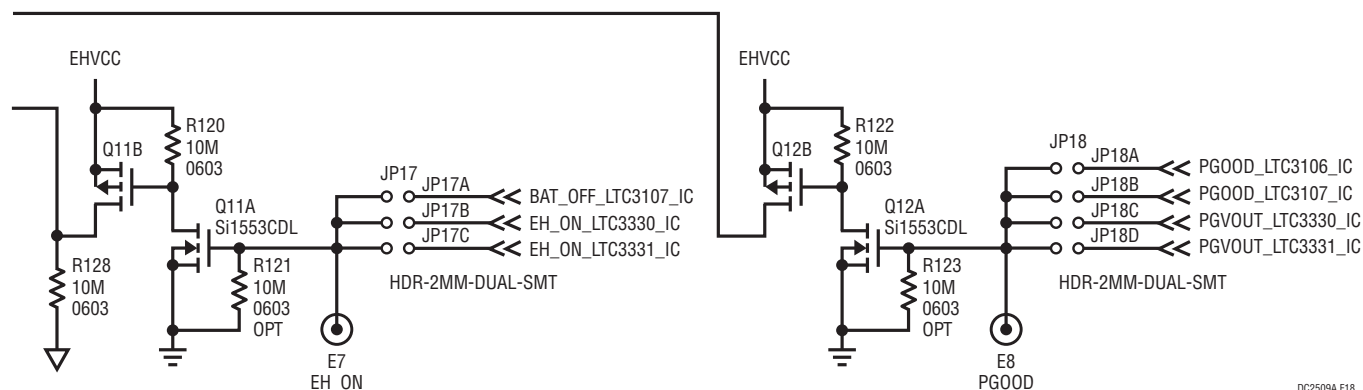 EHVCC
Q11B
R120
10M
0603
Q11A
Si1553CDL
R128
10M
0603
R121
10M
0603
OPT
JP17
JP17A
BAT_OFF_LTC3107_IC
JP17B
EH_ON_LTC3330_IC
JP17C
EH_ON_LTC3331_IC
HDR-2MM-DUAL-SMT
E7
EH_ON
EHVCC
Q12B
R122
10M
0603
Q12A
Si1553CDL
R123
10M
0603
OPT
JP18
JP18A
PGOOD_LTC3106_IC
JP18B
PGOOD_LTC3107_IC
JP18C
PGVOUT_LTC3330_IC
JP18D
PGVOUT_LTC3331_IC
HDR-2MM-DUAL-SMT
E8
PGOOD
DC2509A F18